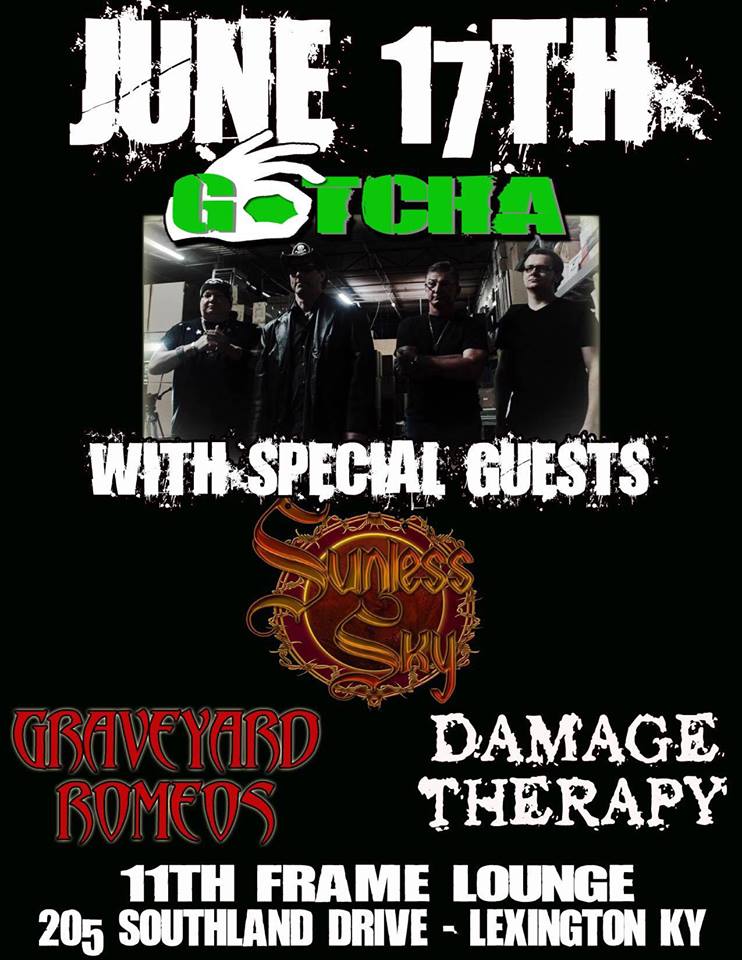 JUNE 17TH
GOTCHA
WITH SPECIAL GUESTS
Sunless
Sky
GRAVEYARD
ROMEOS
DAMAGE
THERAPY
11TH FRAME LOUNGE
205 SOUTHLAND DRIVE - LEXINGTON KY